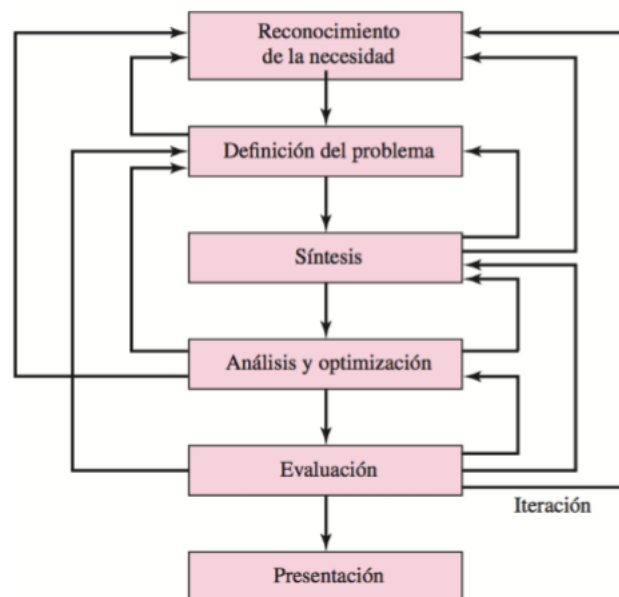 Reconocimiento
de la necesidad
Definición del problema
Síntesis
Análisis y optimización
Evaluación
Iteración
Presentación